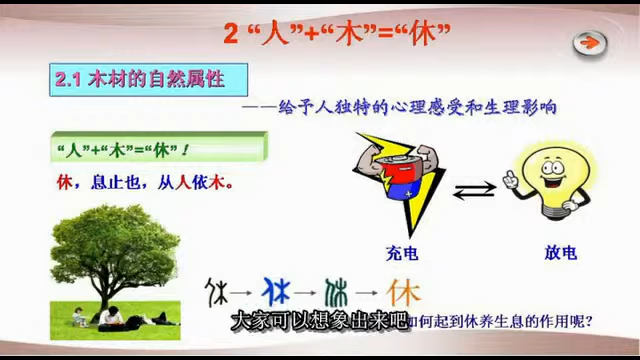 2 “人”+“木”=“休”
2.1 木材的自然属性
——给予人独特的心理感受和生理影响
“人”+“木”=“休”！
休，息止也，从人依木。
充电
放电
休→休→休→休
如何起到休养生息的作用呢？
大家可以想象出来吧